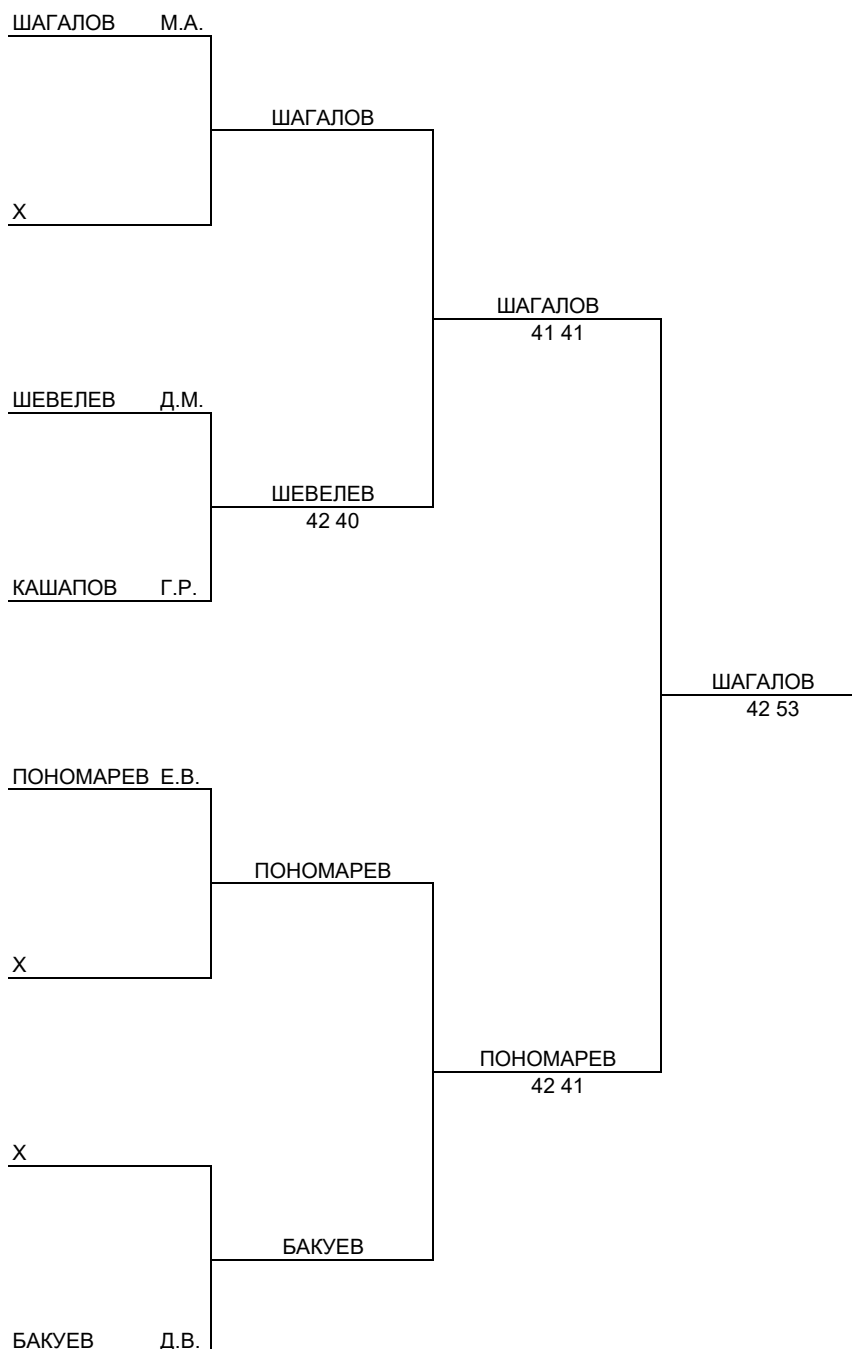 ШАГАЛОВ М.А.
ШАГАЛОВ
X
ШАГАЛОВ
41 41
ШЕВЕЛЕВ Д.М.
ШЕВЕЛЕВ
42 40
КАШАПОВ Г.Р.
ШАГАЛОВ
42 53
ПОНОМАРЕВ Е.В.
ПОНОМАРЕВ
X
ПОНОМАРЕВ
42 41
X
БАКУЕВ
БАКУЕВ Д.В.